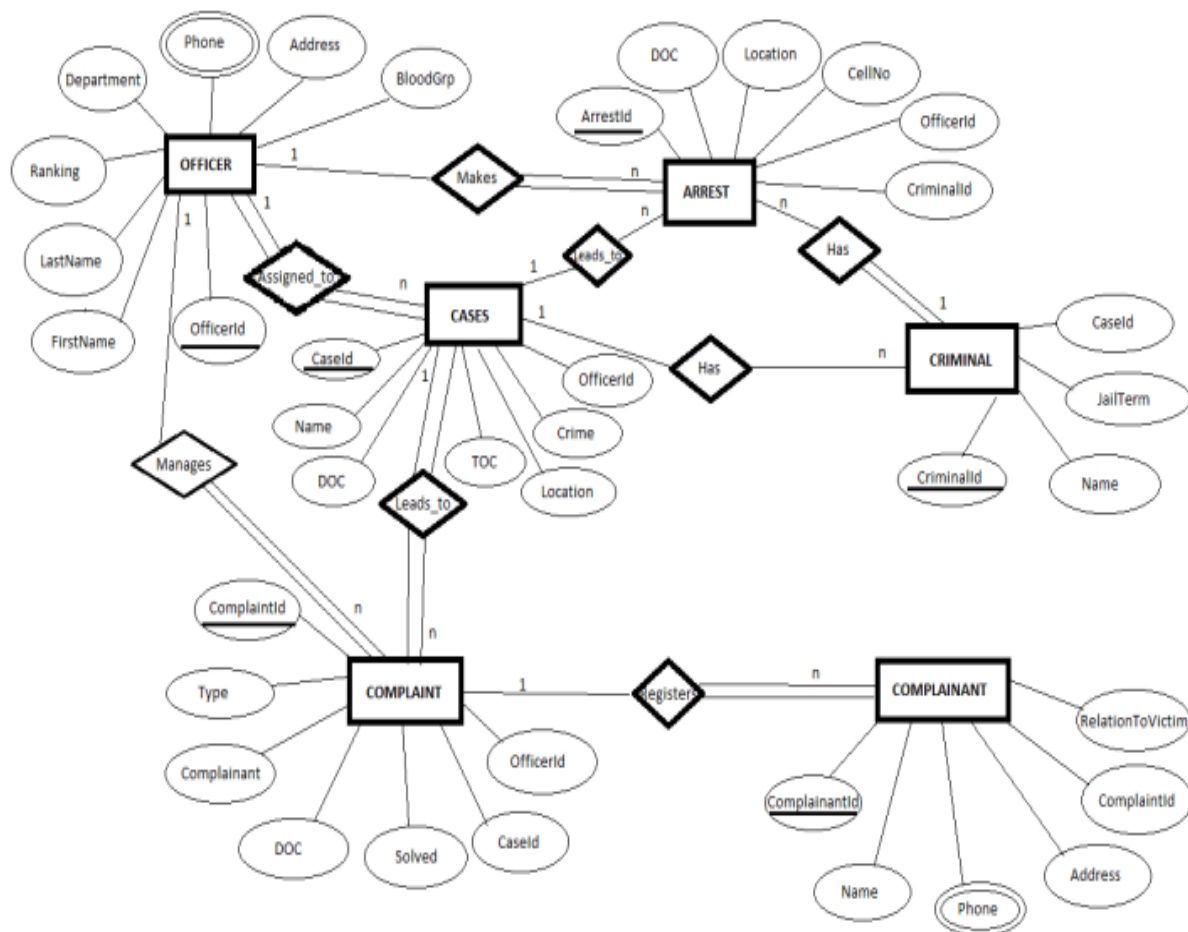 Phone
Address
DOC
Location
Department
BloodGrp
CellNo
ArrestId
OfficerId
OFFICER
1
Ranking
Makes
n
ARREST
CriminalId
1
1
n
n
LastName
Leads_to
Has
Assigned_to
n
1
1
CASES
1
FirstName
OfficerId
CaseId
CaseId
1
Has
n
CRIMINAL
OfficerId
JailTerm
Name
Crime
Manages
DOC
TOC
Location
CriminalId
Name
Leads_to
ComplaintId
n
n
Type
COMPLAINT
1
Registers
n
COMPLAINANT
RelationToVictim
Complainant
OfficerId
ComplainantId
ComplaintId
DOC
Solved
CaseId
Name
Phone
Address